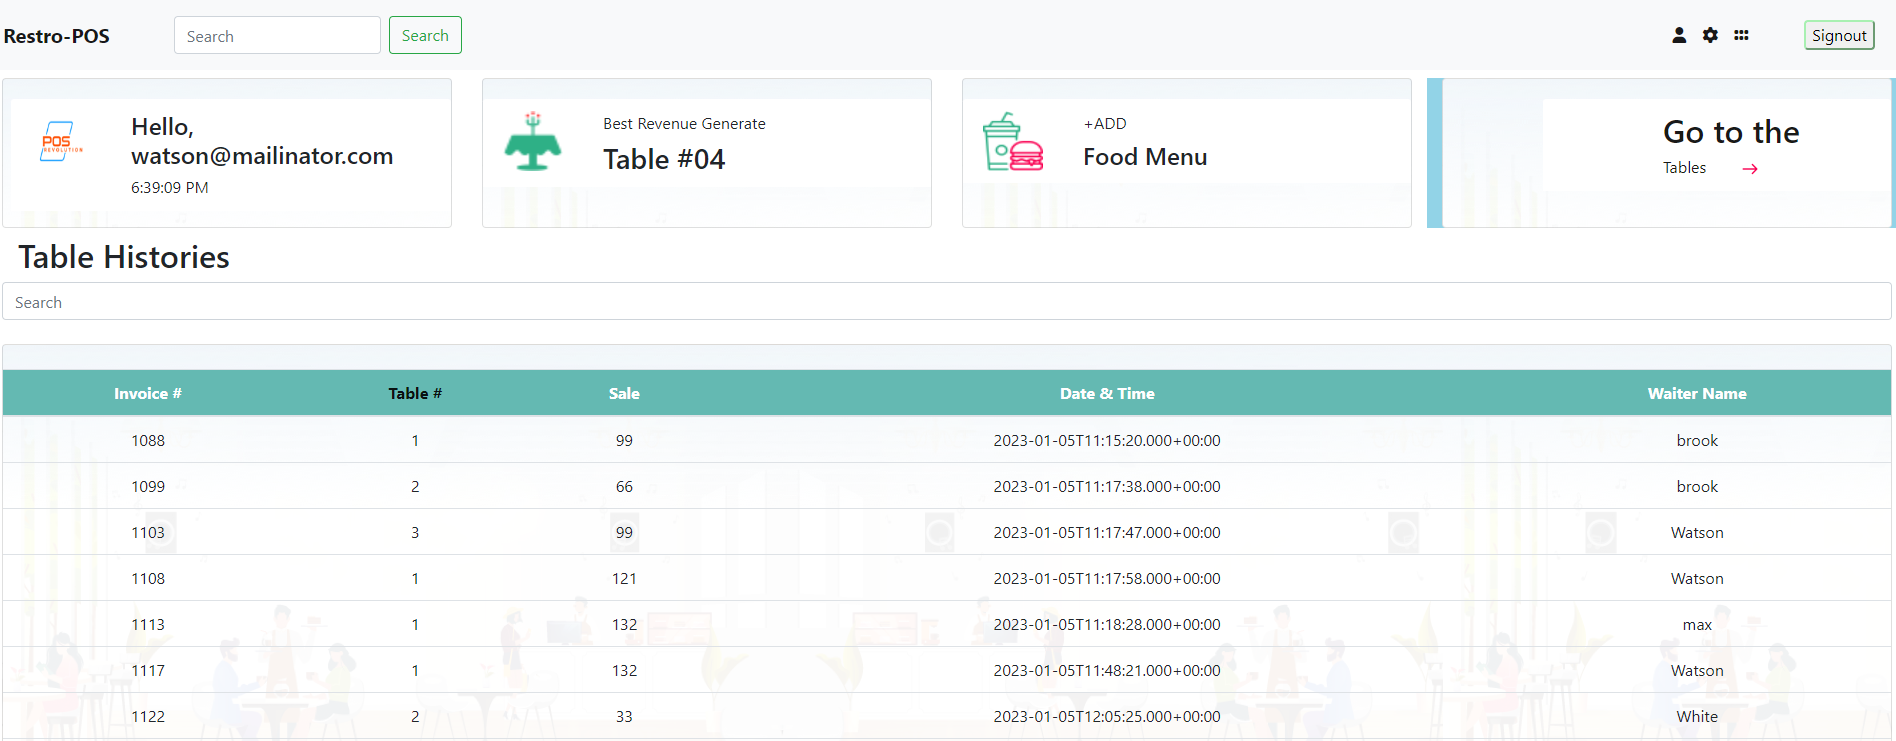 Restro-POS Search Search Signout
Hello,
watson@mailinator.com
6:39:09 PM
POS
REVOLUTION
Best Revenue Generate
Table #04
+ADD
Food Menu
Go to the
Tables →
Table Histories
Search
Invoice # Table # Sale Date & Time Waiter Name
1088 1 99 2023-01-05T11:15:20.000+00:00 brook
1099 2 66 2023-01-05T11:17:38.000+00:00 brook
1103 3 99 2023-01-05T11:17:47.000+00:00 Watson
1108 1 121 2023-01-05T11:17:58.000+00:00 Watson
1113 1 132 2023-01-05T11:18:28.000+00:00 max
1117 1 132 2023-01-05T11:48:21.000+00:00 Watson
1122 2 33 2023-01-05T12:05:25.000+00:00 White